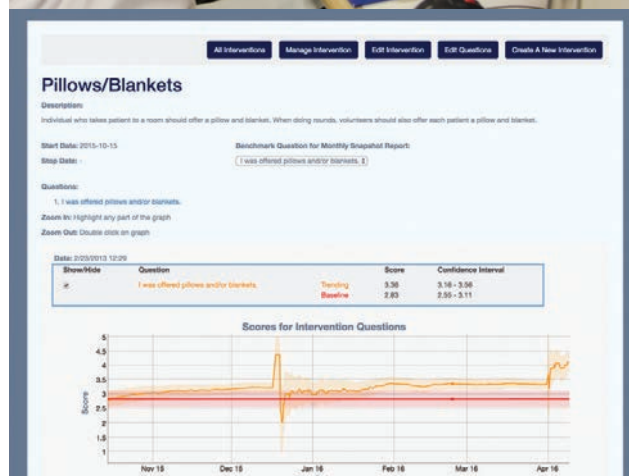 All Interventions Manage Intervention Edit Intervention Edit Questions Create A New Intervention
Pillows/Blankets
Description:
Individual who takes patient to a room should offer a pillow and blanket. When doing rounds, volunteers should also offer each patient a pillow and blanket.
Start Date: 2015-10-15 Benchmark Question for Monthly Snapshot Report:
Stop Date: - I was offered pillows and/or blankets.
Questions:
1. I was offered pillows and/or blankets.
Zoom In: Highlight any part of the graph
Zoom Out: Double click on graph
Date: 2/23/2013 12:29
Show/Hide Question Score Confidence Interval
I was offered pillows and/or blankets. Trending 3.36 3.16 - 3.56
Baseline 2.83 2.55 - 3.11
Scores for Intervention Questions
5
4.5
4
3.5
3
Score
2.5
2
1.5
1
Nov 15 Dec 15 Jan 16 Feb 16 Mar 16 Apr 16